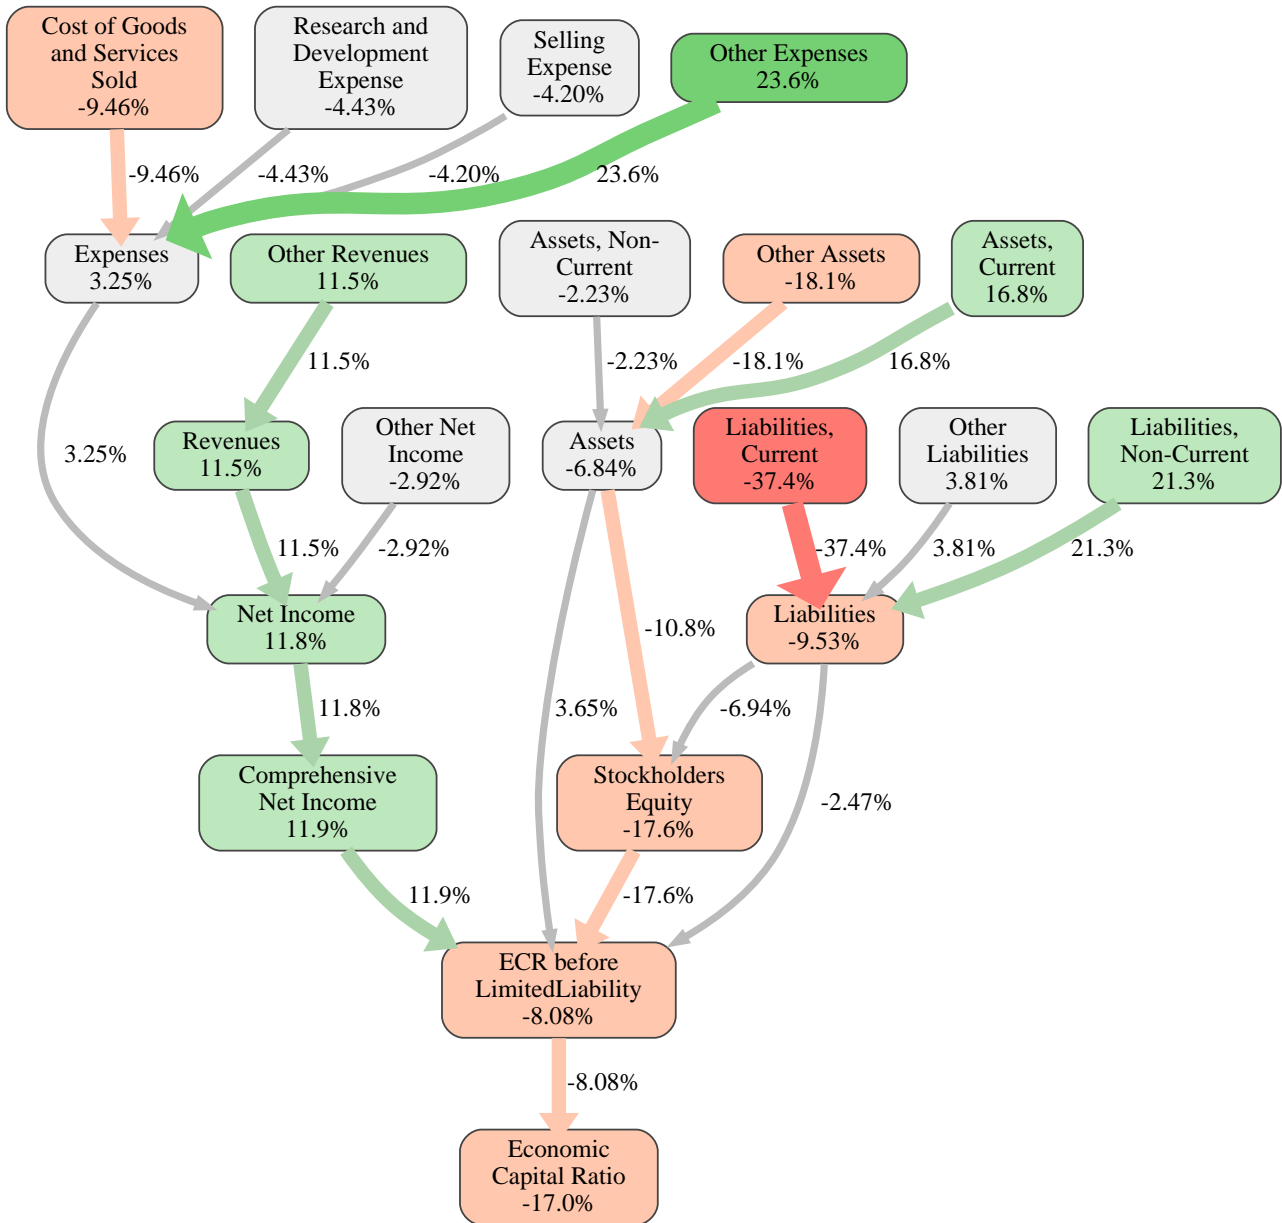 Cost of Goods
and Services
Sold
-9.46%
Research and
Development
Expense
-4.43%
Selling
Expense
-4.20%
Other Expenses
23.6%
-9.46%
-4.43%
-4.20%
23.6%
Expenses
3.25%
Other Revenues
11.5%
Assets, Non-
Current
-2.23%
Other Assets
-18.1%
Assets,
Current
16.8%
11.5%
-2.23%
-18.1%
16.8%
3.25%
Revenues
11.5%
Other Net
Income
-2.92%
Assets
-6.84%
Liabilities,
Current
-37.4%
Other
Liabilities
3.81%
Liabilities,
Non-Current
21.3%
11.5%
-2.92%
-37.4%
3.81%
21.3%
Net Income
11.8%
-10.8%
Liabilities
-9.53%
11.8%
3.65%
-6.94%
Comprehensive
Net Income
11.9%
Stockholders
Equity
-17.6%
-2.47%
11.9%
-17.6%
ECR before
LimitedLiability
-8.08%
-8.08%
Economic
Capital Ratio
-17.0%